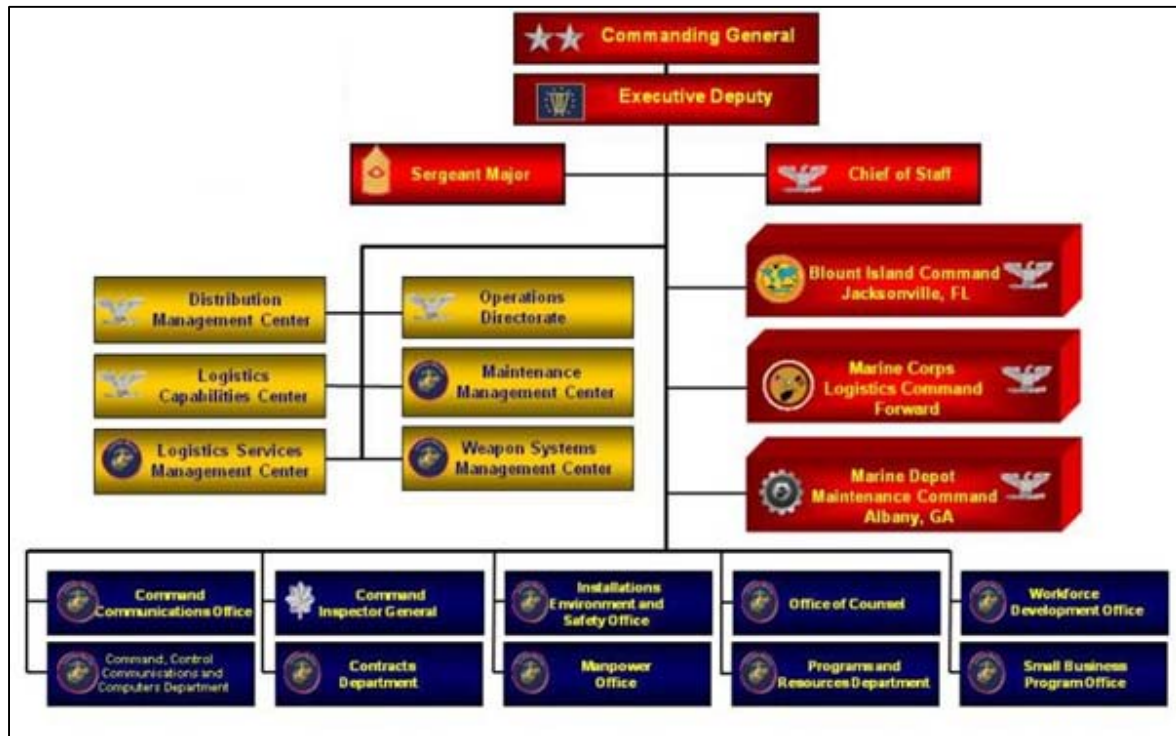 Commanding General
Executive Deputy
Sergeant Major
Chief of Staff
Blount Island Command
Jacksonville, FL
Distribution
Management Center
Operations
Directorate
Logistics
Capabilities Center
Maintenance
Management Center
Marine Corps
Logistics Command
Forward
Logistics Services
Management Center
Weapon Systems
Management Center
Marine Depot
Maintenance Command
Albany, GA
Command
Communications Office
Command
Inspector General
Installations
Environment and
Safety Office
Office of Counsel
Workforce
Development Office
Command, Control
Communications and
Computers Department
Contracts
Department
Manpower
Office
Programs and
Resources Department
Small Business
Program Office